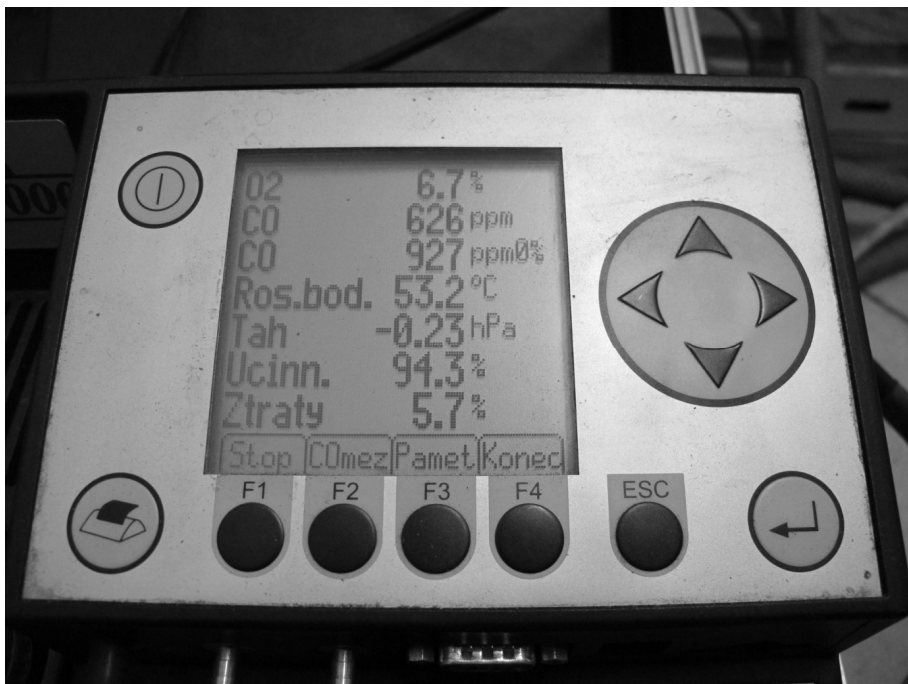 O2 6.7 %
CO 626 ppm
CO 927 ppm0%
Ros.bod. 53.2 °C
Tah -0.23 hPa
Ucinn. 94.3 %
Ztraty 5.7 %
Stop COmez Pamet Konec
F1 F2 F3 F4 ESC